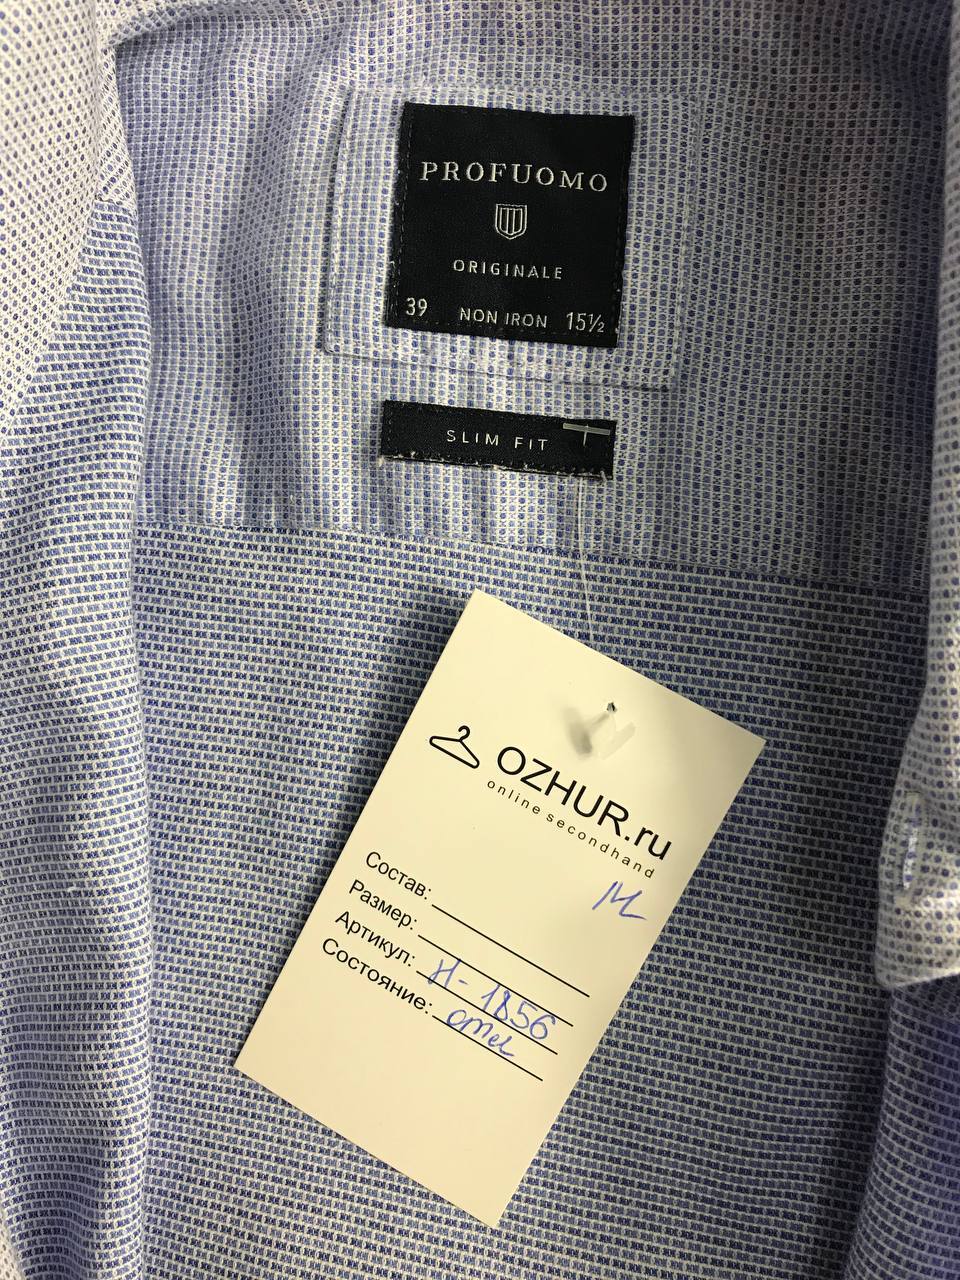 PROFUOMO
ORIGINALE
39 NON IRON 15½
SLIM FIT
OZHUR.ru
online secondhand
M
Состав:
Размер:
Артикул: H-1856
Состояние: отл